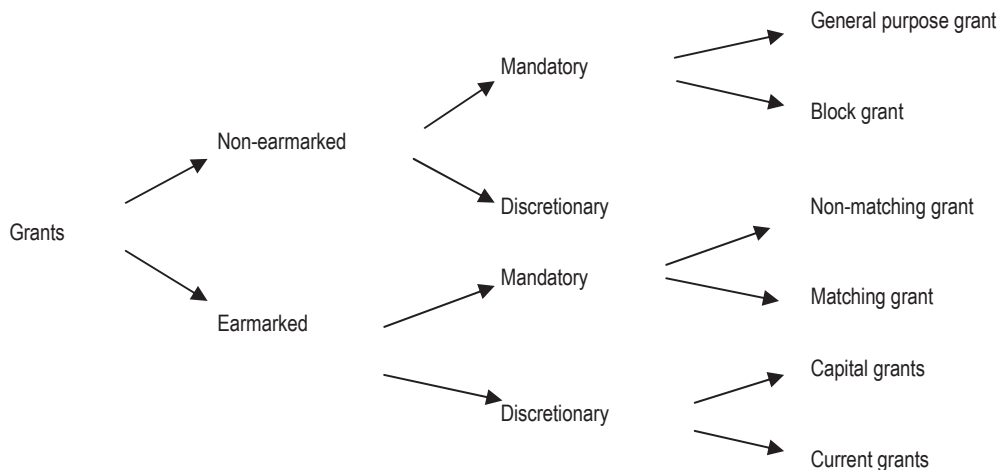 General purpose grant
Mandatory
Block grant
Non-earmarked
Discretionary
Non-matching grant
Grants
Mandatory
Matching grant
Earmarked
Capital grants
Discretionary
Current grants